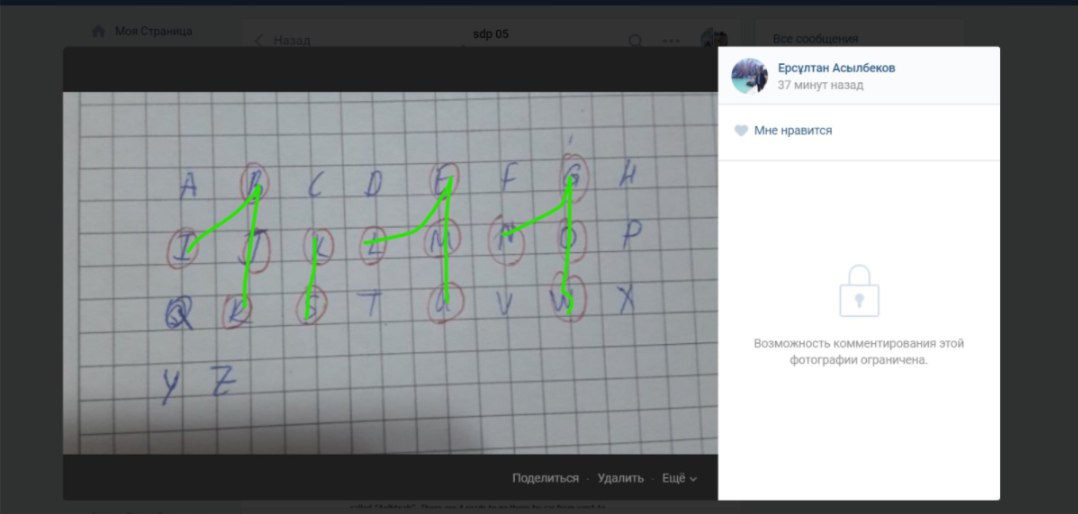 Моя Страница
Назад
sdp 05
Все сообщения
Ерсұлтан Асылбеков
37 минут назад
Мне нравится
A B C D E F G H
I J K L M N O P
Q R S T U V W X
Y Z
Возможность комментирования этой
фотографии ограничена.
Поделиться · Удалить · Ещё